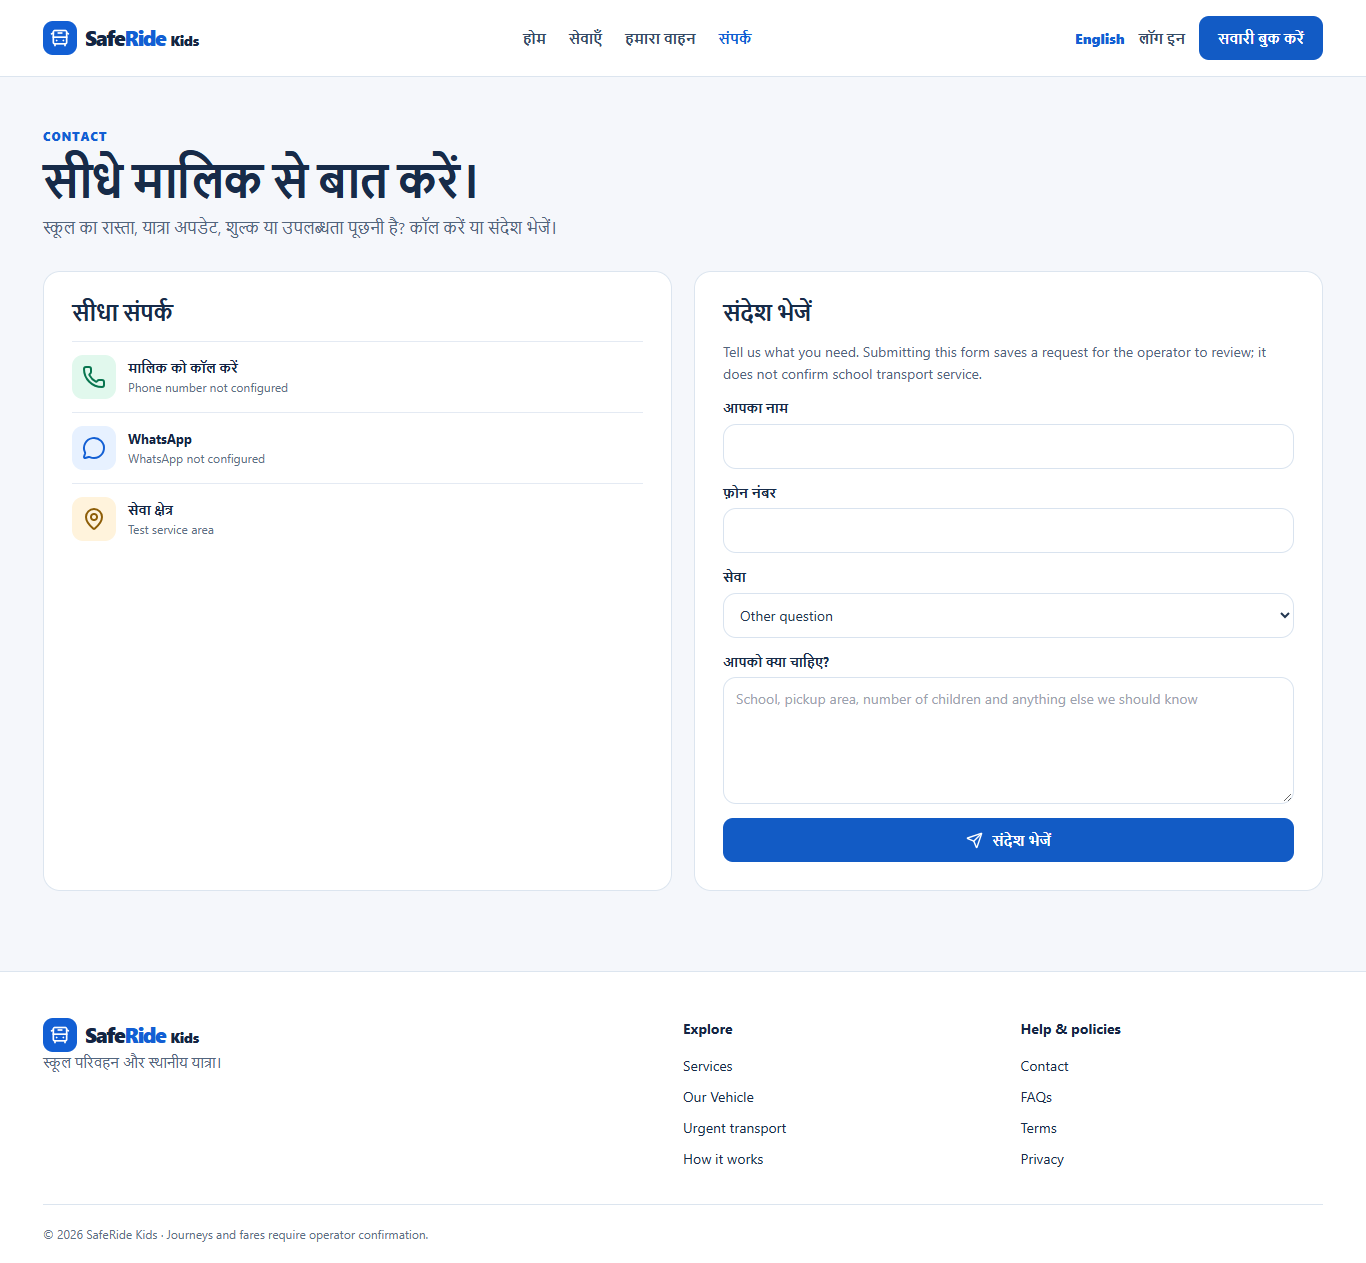 SafeRide Kids
होम
सेवाएँ
हमारा वाहन
संपर्क
English
लॉग इन
सवारी बुक करें
CONTACT
सीधे मालिक से बात करें।
स्कूल का रास्ता, यात्रा अपडेट, शुल्क या उपलब्धता पूछनी है? कॉल करें या संदेश भेजें।
सीधा संपर्क
मालिक को कॉल करें
Phone number not configured
WhatsApp
WhatsApp not configured
सेवा क्षेत्र
Test service area
संदेश भेजें
Tell us what you need. Submitting this form saves a request for the operator to review; it
does not confirm school transport service.
आपका नाम
फ़ोन नंबर
सेवा
Other question
आपको क्या चाहिए?
School, pickup area, number of children and anything else we should know
संदेश भेजें
SafeRide Kids
स्कूल परिवहन और स्थानीय यात्रा।
Explore
Services
Our Vehicle
Urgent transport
How it works
Help & policies
Contact
FAQs
Terms
Privacy
© 2026 SafeRide Kids · Journeys and fares require operator confirmation.